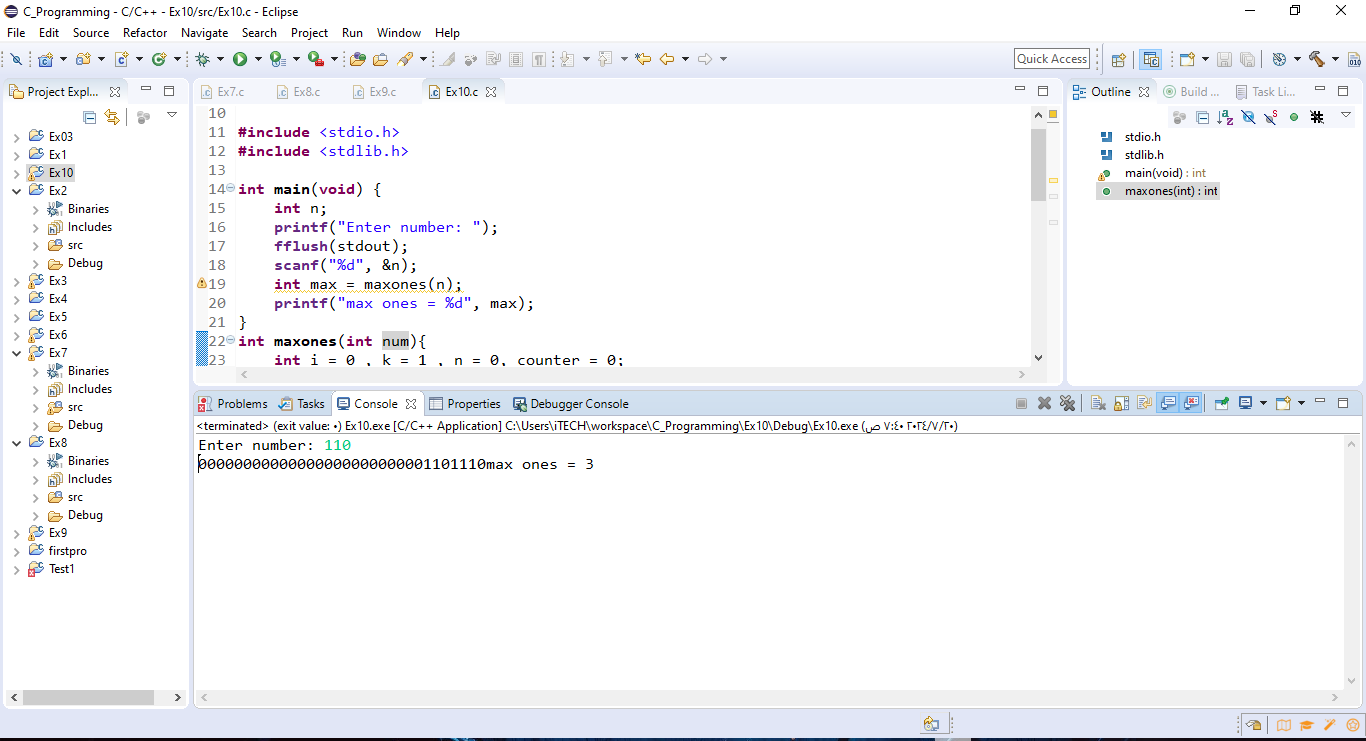 C_Programming - C/C++ - Ex10/src/Ex10.c - Eclipse
File Edit Source Refactor Navigate Search Project Run Window Help
Quick Access
Project Expl...
Ex03
Ex1
Ex10
Ex2
Binaries
Includes
src
Debug
Ex3
Ex4
Ex5
Ex6
Ex7
Binaries
Includes
src
Debug
Ex8
Binaries
Includes
src
Debug
Ex9
firstpro
Test1
Ex7.c Ex8.c Ex9.c Ex10.c
10
11 #include <stdio.h>
12 #include <stdlib.h>
13
14 int main(void) {
15 int n;
16 printf("Enter number: ");
17 fflush(stdout);
18 scanf("%d", &n);
19 int max = maxones(n);
20 printf("max ones = %d", max);
21 }
22 int maxones(int num){
23 int i = 0 , k = 1 , n = 0, counter = 0;
Outline Build ... Task Li...
stdio.h
stdlib.h
main(void) : int
maxones(int) : int
Problems Tasks Console Properties Debugger Console
<terminated> (exit value: ٠) Ex10.exe [C/C++ Application] C:\Users\iTECH\workspace\C_Programming\Ex10\Debug\Ex10.exe (٢٠٢٤/٧/٢٠ ٧:٤٠ ص)
Enter number: 110
00000000000000000000000001101110max ones = 3